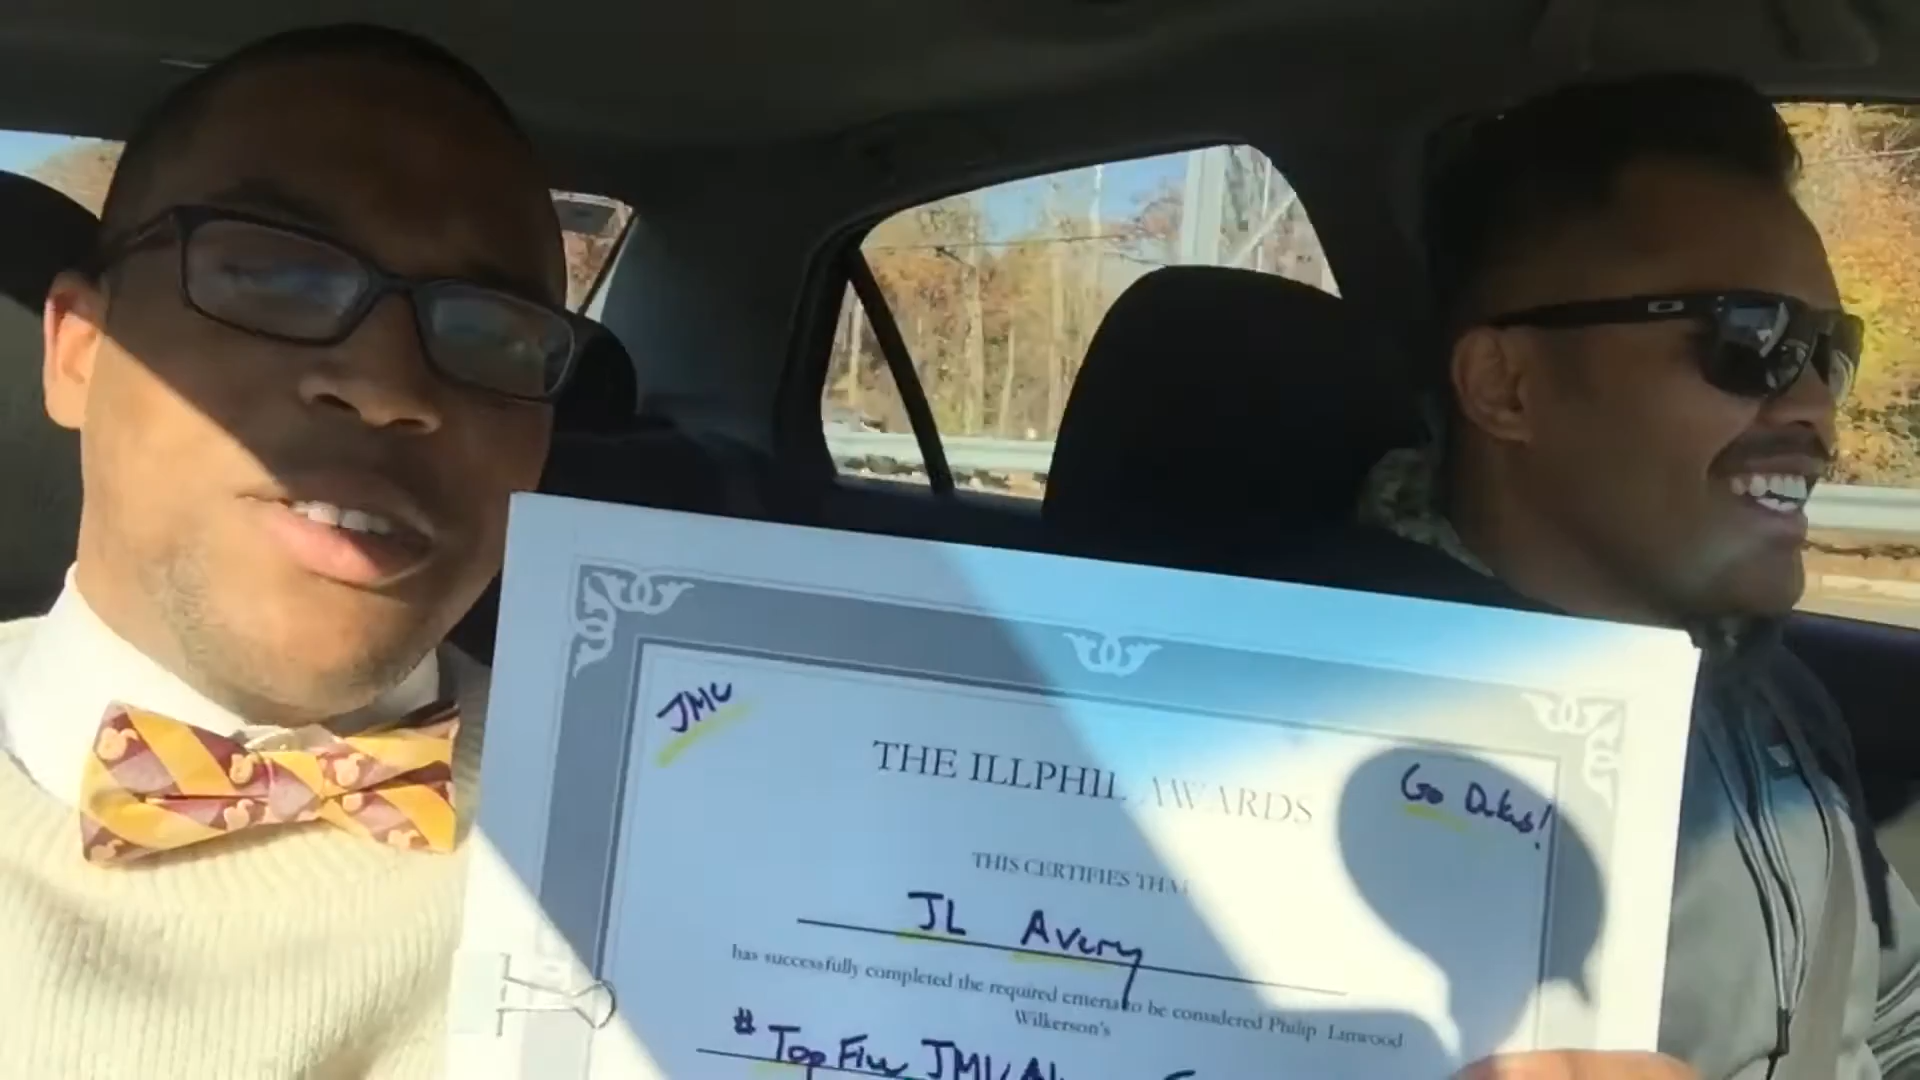 JMU
Go Dukes!
THE ILLPHIL AWARDS
THIS CERTIFIES THAT
JL Avery
has successfully completed the required criteria to be considered Philip Linwood
Wilkerson's
# Top Five JMU